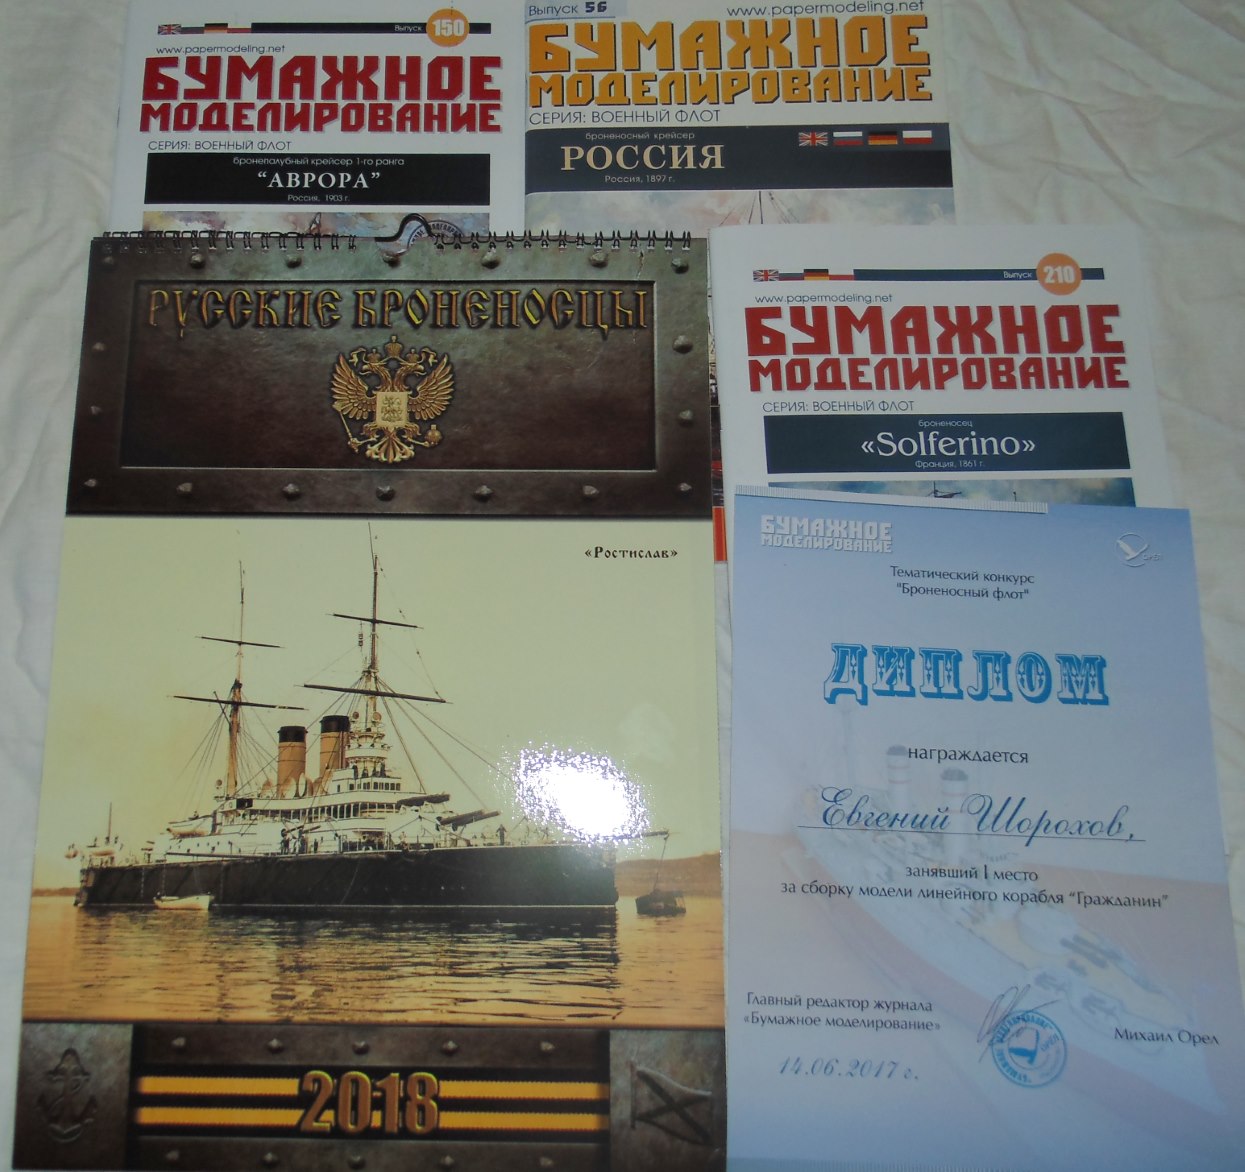 Выпуск 150
www.papermodeling.net
БУМАЖНОЕ
МОДЕЛИРОВАНИЕ
СЕРИЯ: ВОЕННЫЙ ФЛОТ
бронепалубный крейсер 1-го ранга
"АВРОРА"
Россия, 1903 г.
Выпуск 56
www.papermodeling.net
БУМАЖНОЕ
МОДЕЛИРОВАНИЕ
СЕРИЯ: ВОЕННЫЙ ФЛОТ
броненосный крейсер
РОССИЯ
Россия, 1897 г.
РУССКИЕ БРОНЕНОСЦЫ
«Ростислав»
2018
Выпуск 210
www.papermodeling.net
БУМАЖНОЕ
МОДЕЛИРОВАНИЕ
СЕРИЯ: ВОЕННЫЙ ФЛОТ
броненосец
«Solferino»
Франция, 1861 г.
БУМАЖНОЕ
МОДЕЛИРОВАНИЕ
ОРЁЛ
Тематический конкурс
"Броненосный флот"
ДИПЛОМ
награждается
Евгений Шорохов,
занявший I место
за сборку модели линейного корабля "Гражданин"
Главный редактор журнала
«Бумажное моделирование»
Михаил Орел
14.06.2017 г.